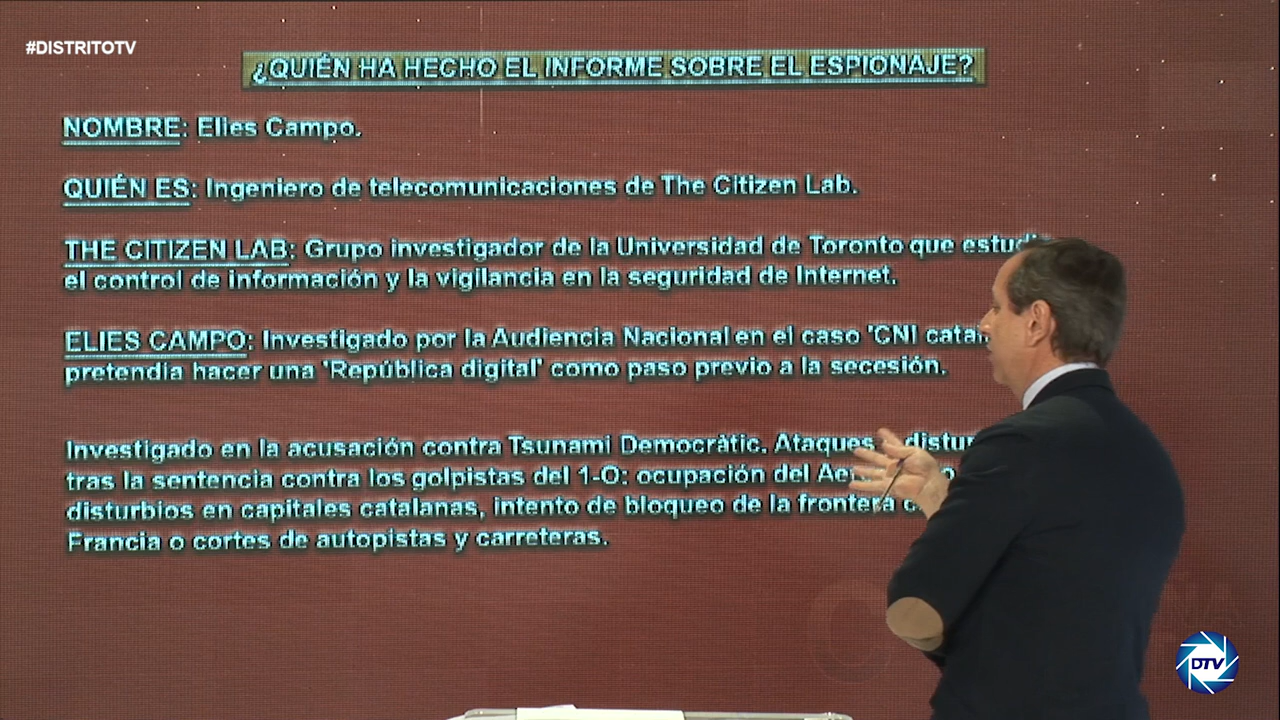 #DISTRITOTV
¿QUIÉN HA HECHO EL INFORME SOBRE EL ESPIONAJE?
NOMBRE: Elies Campo.
QUIÉN ES: Ingeniero de telecomunicaciones de The Citizen Lab.
THE CITIZEN LAB: Grupo investigador de la Universidad de Toronto que
el control de información y la vigilancia en la seguridad de Internet.
ELIES CAMPO: Investigado por la Audiencia Nacional en el caso 'CNI
pretendía hacer una 'República digital' como paso previo a la secesión.
Investigado en la acusación contra Tsunami Democràtic. Ataques
tras la sentencia contra los golpistas del 1-O: ocupación del
disturbios en capitales catalanas, intento de bloqueo de la frontera
Francia o cortes de autopistas y carreteras.
DTV